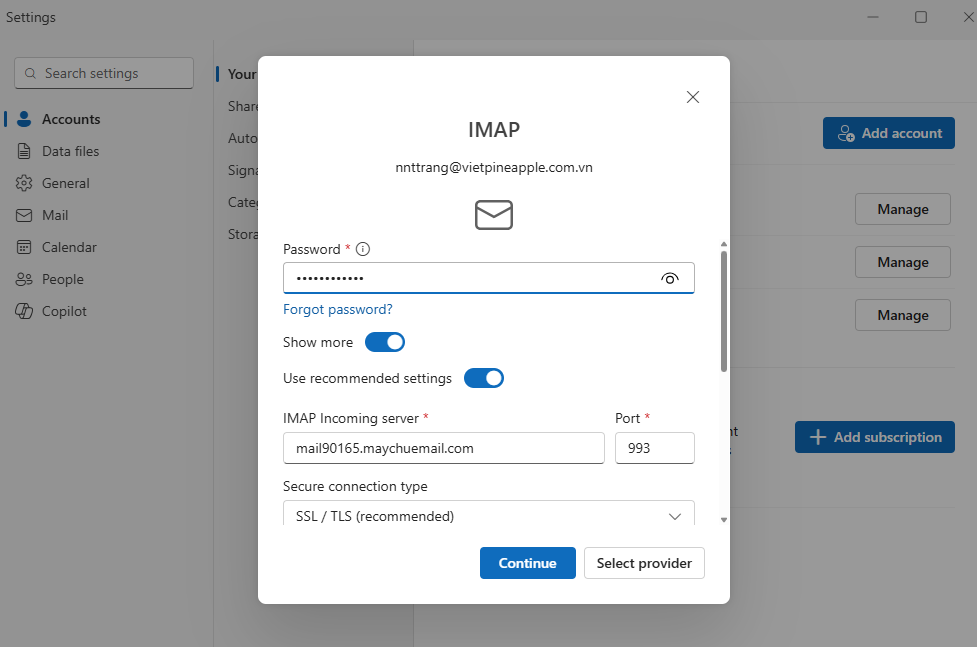 Settings
Search settings
Accounts
Data files
General
Mail
Calendar
People
Copilot
Your
Share
Auto
Signa
Categ
Stora
IMAP
nnttrang@vietpineapple.com.vn
Password *
••••••••••••
Forgot password?
Show more
Use recommended settings
IMAP Incoming server *
Port *
mail90165.maychuemail.com
993
Secure connection type
SSL / TLS (recommended)
Continue
Select provider
Add account
Manage
Manage
Manage
nt
Add subscription